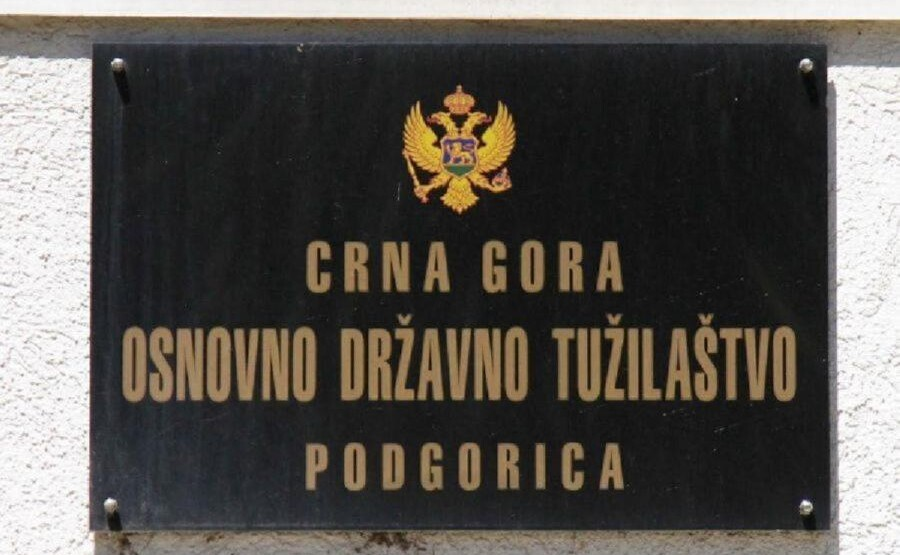 CRNA GORA
OSNOVNO DRŽAVNO TUŽILAŠTVO
PODGORICA